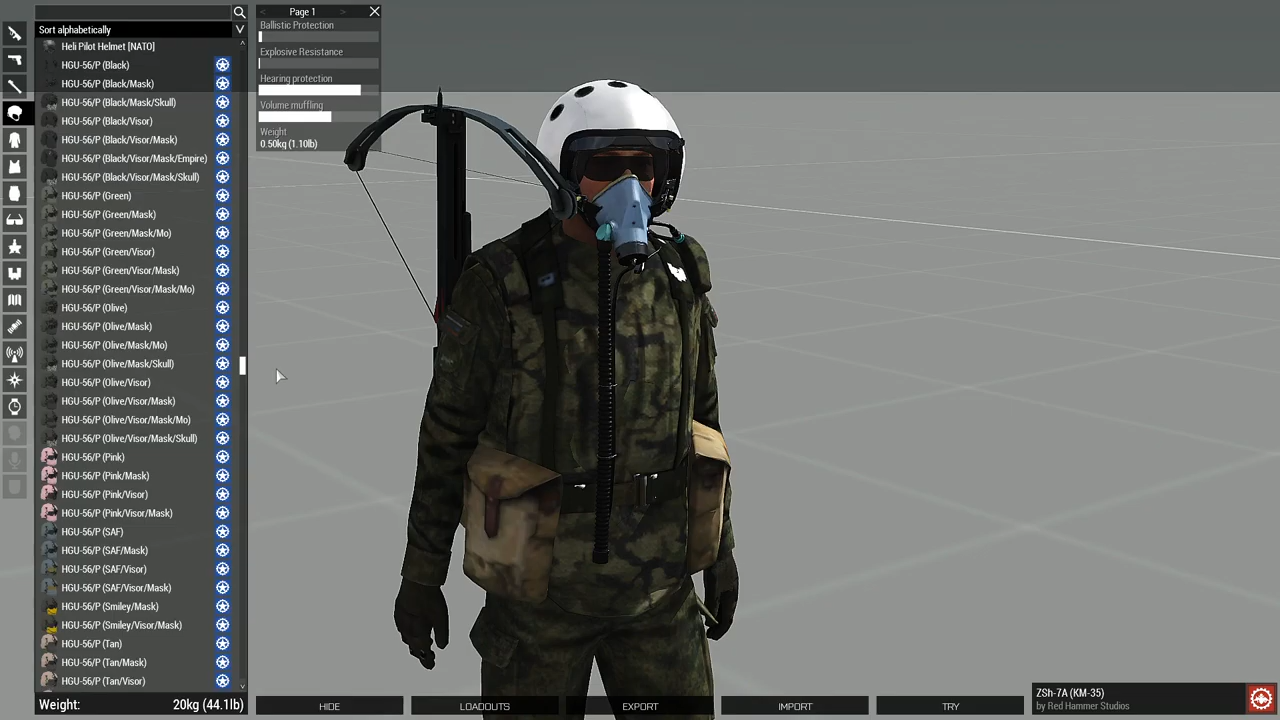 Sort alphabetically
Heli Pilot Helmet [NATO]
HGU-56/P (Black)
HGU-56/P (Black/Mask)
HGU-56/P (Black/Mask/Skull)
HGU-56/P (Black/Visor)
HGU-56/P (Black/Visor/Mask)
HGU-56/P (Black/Visor/Mask/Empire)
HGU-56/P (Black/Visor/Mask/Skull)
HGU-56/P (Green)
HGU-56/P (Green/Mask)
HGU-56/P (Green/Mask/Mo)
HGU-56/P (Green/Visor)
HGU-56/P (Green/Visor/Mask)
HGU-56/P (Green/Visor/Mask/Mo)
HGU-56/P (Olive)
HGU-56/P (Olive/Mask)
HGU-56/P (Olive/Mask/Mo)
HGU-56/P (Olive/Mask/Skull)
HGU-56/P (Olive/Visor)
HGU-56/P (Olive/Visor/Mask)
HGU-56/P (Olive/Visor/Mask/Mo)
HGU-56/P (Olive/Visor/Mask/Skull)
HGU-56/P (Pink)
HGU-56/P (Pink/Mask)
HGU-56/P (Pink/Visor)
HGU-56/P (Pink/Visor/Mask)
HGU-56/P (SAF)
HGU-56/P (SAF/Mask)
HGU-56/P (SAF/Visor)
HGU-56/P (SAF/Visor/Mask)
HGU-56/P (Smiley/Mask)
HGU-56/P (Smiley/Visor/Mask)
HGU-56/P (Tan)
HGU-56/P (Tan/Mask)
HGU-56/P (Tan/Visor)
Weight: 20kg (44.1lb)
< Page 1 >
Ballistic Protection
Explosive Resistance
Hearing protection
Volume muffling
Weight
0.50kg (1.10lb)
HIDE
LOADOUTS
EXPORT
IMPORT
TRY
ZSh-7A (KM-35)
by Red Hammer Studios